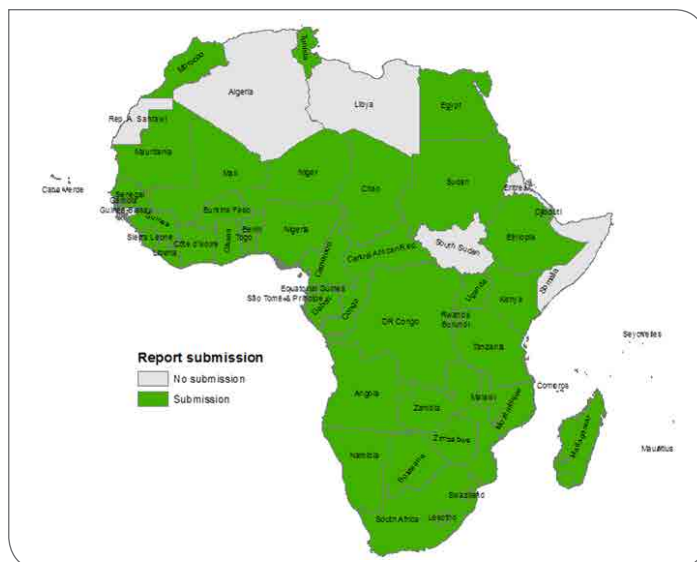 Tunisia
Morocco
Algeria
Libya
Egypt
Rep. A. Saharawi
Mauritania
Mali
Niger
Chad
Sudan
Eritrea
Cabo Verde
Senegal
Gambia
Guinea-Bissau
Guinea
Burkina Faso
Djibouti
Sierra Leone
Liberia
Côte d'Ivoire
Ghana
Togo
Benin
Nigeria
Cameroon
Central African Rep.
South Sudan
Ethiopia
Somalia
Equatorial Guinea
São Tomé & Príncipe
Gabon
Congo
DR Congo
Uganda
Kenya
Rwanda
Burundi
Tanzania
Seychelles
Report submission
No submission
Submission
Comoros
Angola
Zambia
Malawi
Mozambique
Madagascar
Mauritius
Zimbabwe
Namibia
Botswana
Swaziland
South Africa
Lesotho